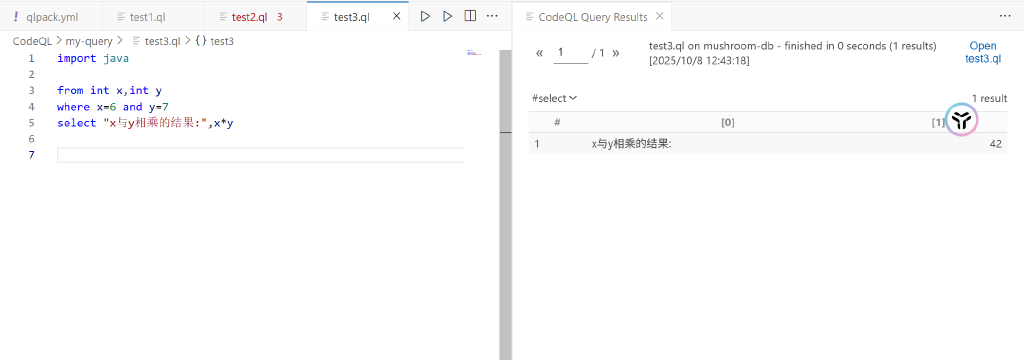 ! qlpack.yml test1.ql test2.ql 3 test3.ql
CodeQL > my-query > test3.ql > {} test3
1 import java
2
3 from int x,int y
4 where x=6 and y=7
5 select "x与y相乘的结果:",x*y
6
7
CodeQL Query Results
« 1 / 1 »
test3.ql on mushroom-db - finished in 0 seconds (1 results)
[2025/10/8 12:43:18]
Open
test3.ql
#select
1 result
# [0] [1]
1 x与y相乘的结果: 42